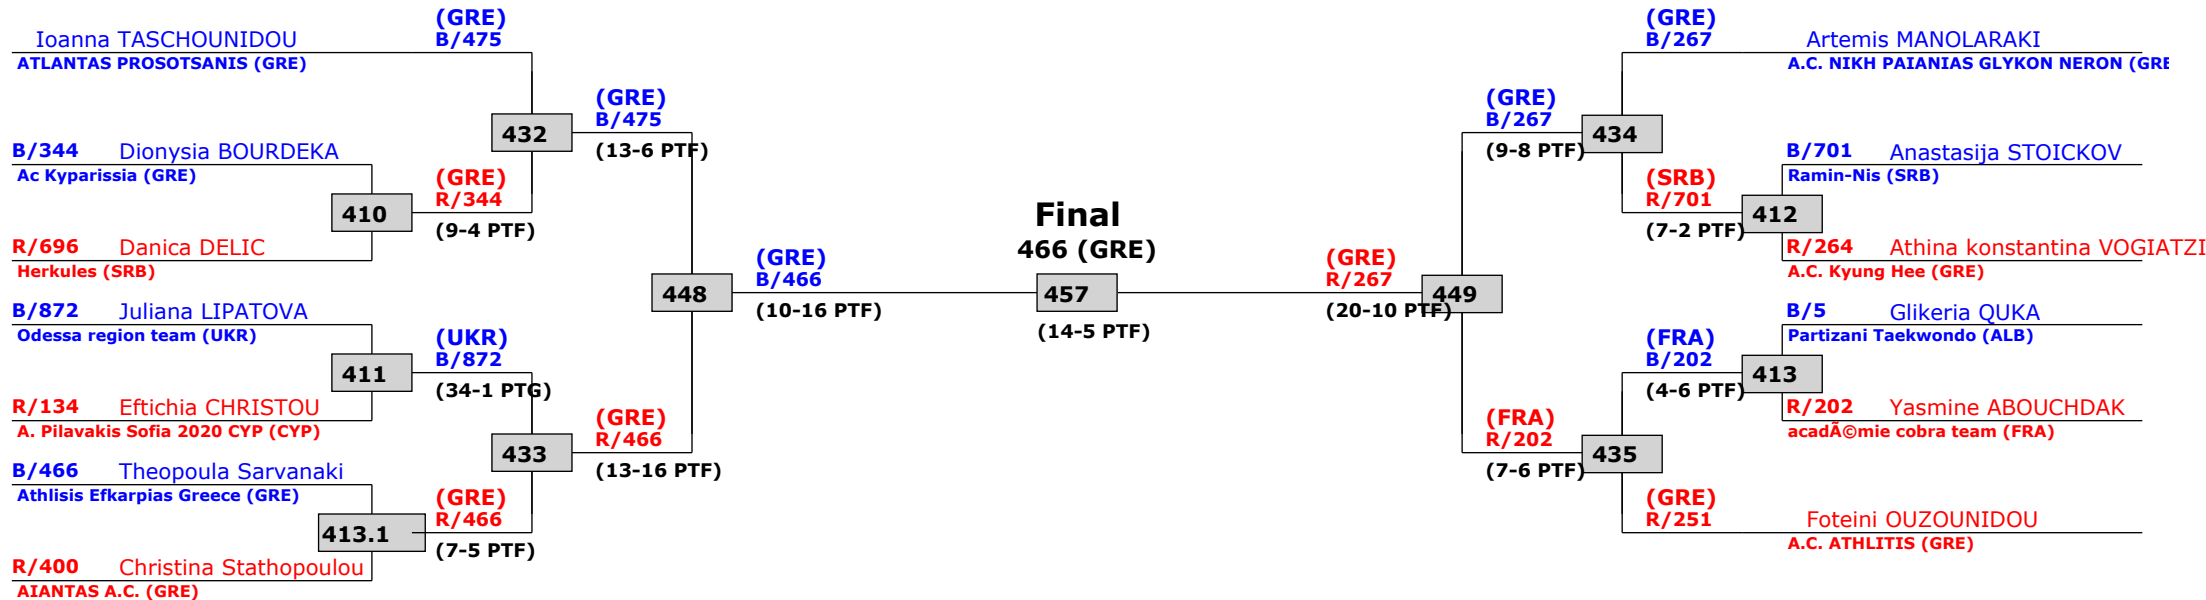 (GRE)
B/475
Ioanna TASCHOUNIDOU
ATLANTAS PROSOTSANIS (GRE)
432
(GRE)
B/475
(13-6 PTF)
B/344 Dionysia BOURDEKA
Ac Kyparissia (GRE)
410
(GRE)
R/344
(9-4 PTF)
R/696 Danica DELIC
Herkules (SRB)
448
(GRE)
B/466
(10-16 PTF)
B/872 Juliana LIPATOVA
Odessa region team (UKR)
411
(UKR)
B/872
(34-1 PTG)
R/134 Eftichia CHRISTOU
A. Pilavakis Sofia 2020 CYP (CYP)
433
(GRE)
R/466
(13-16 PTF)
B/466 Theopoula Sarvanaki
Athlisis Efkarpias Greece (GRE)
413.1
(GRE)
R/466
(7-5 PTF)
R/400 Christina Stathopoulou
AIANTAS A.C. (GRE)
Final
466 (GRE)
457
(14-5 PTF)
(GRE)
B/267
Artemis MANOLARAKI
A.C. NIKH PAIANIAS GLYKON NERON (GRE
(GRE)
B/267
(9-8 PTF)
434
B/701 Anastasija STOICKOV
Ramin-Nis (SRB)
(SRB)
R/701
(7-2 PTF)
412
R/264 Athina konstantina VOGIATZI
A.C. Kyung Hee (GRE)
(GRE)
R/267
(20-10 PTF)
449
B/5 Glikeria QUKA
Partizani Taekwondo (ALB)
(FRA)
B/202
(4-6 PTF)
413
R/202 Yasmine ABOUCHDAK
acadÃ©mie cobra team (FRA)
(FRA)
R/202
(7-6 PTF)
435
(GRE)
R/251
Foteini OUZOUNIDOU
A.C. ATHLITIS (GRE)